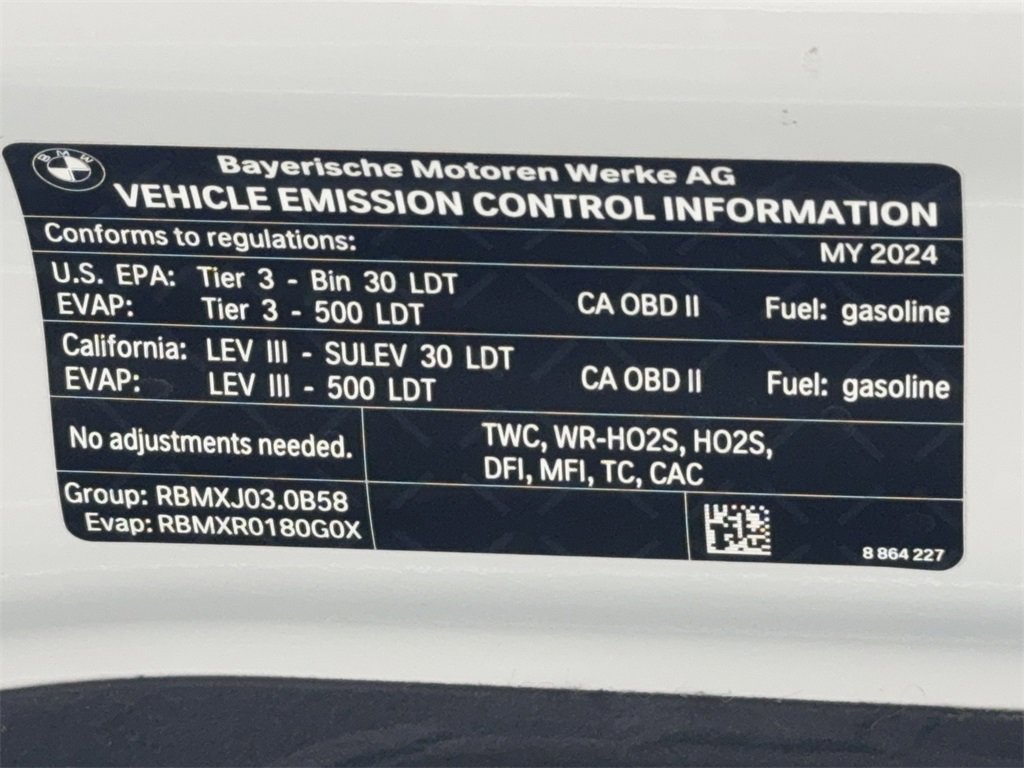 BMW
Bayerische Motoren Werke AG
VEHICLE EMISSION CONTROL INFORMATION
Conforms to regulations: MY 2024
U.S. EPA: Tier 3 - Bin 30 LDT
EVAP: Tier 3 - 500 LDT CA OBD II Fuel: gasoline
California: LEV III - SULEV 30 LDT
EVAP: LEV III - 500 LDT CA OBD II Fuel: gasoline
No adjustments needed.
TWC, WR-HO2S, HO2S,
DFI, MFI, TC, CAC
Group: RBMXJ03.0B58
Evap: RBMXR0180G0X
8 864 227